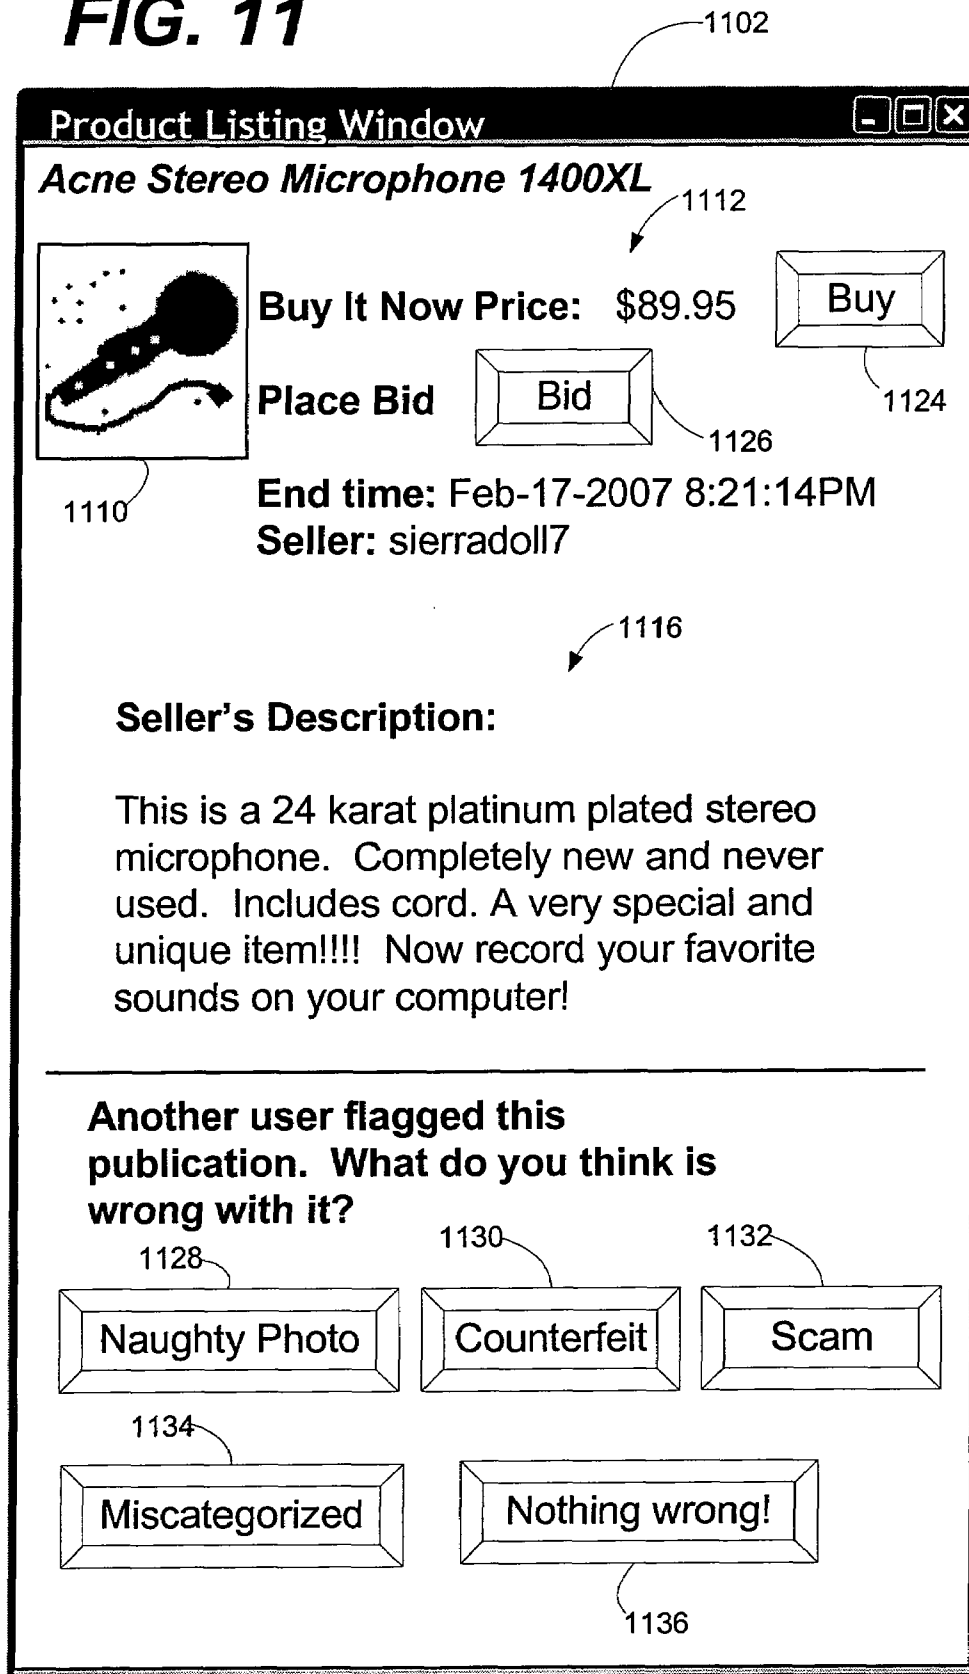 FIG. 11
1102
Product Listing Window
Acne Stereo Microphone 1400XL
1112
Buy It Now Price: $89.95 Buy
1124
Place Bid Bid
1126
1110
End time: Feb-17-2007 8:21:14PM
Seller: sierradoll7
1116
Seller's Description:
This is a 24 karat platinum plated stereo
microphone. Completely new and never
used. Includes cord. A very special and
unique item!!!! Now record your favorite
sounds on your computer!
Another user flagged this
publication. What do you think is
wrong with it?
1128 1130 1132
Naughty Photo Counterfeit Scam
1134
Miscategorized Nothing wrong!
1136